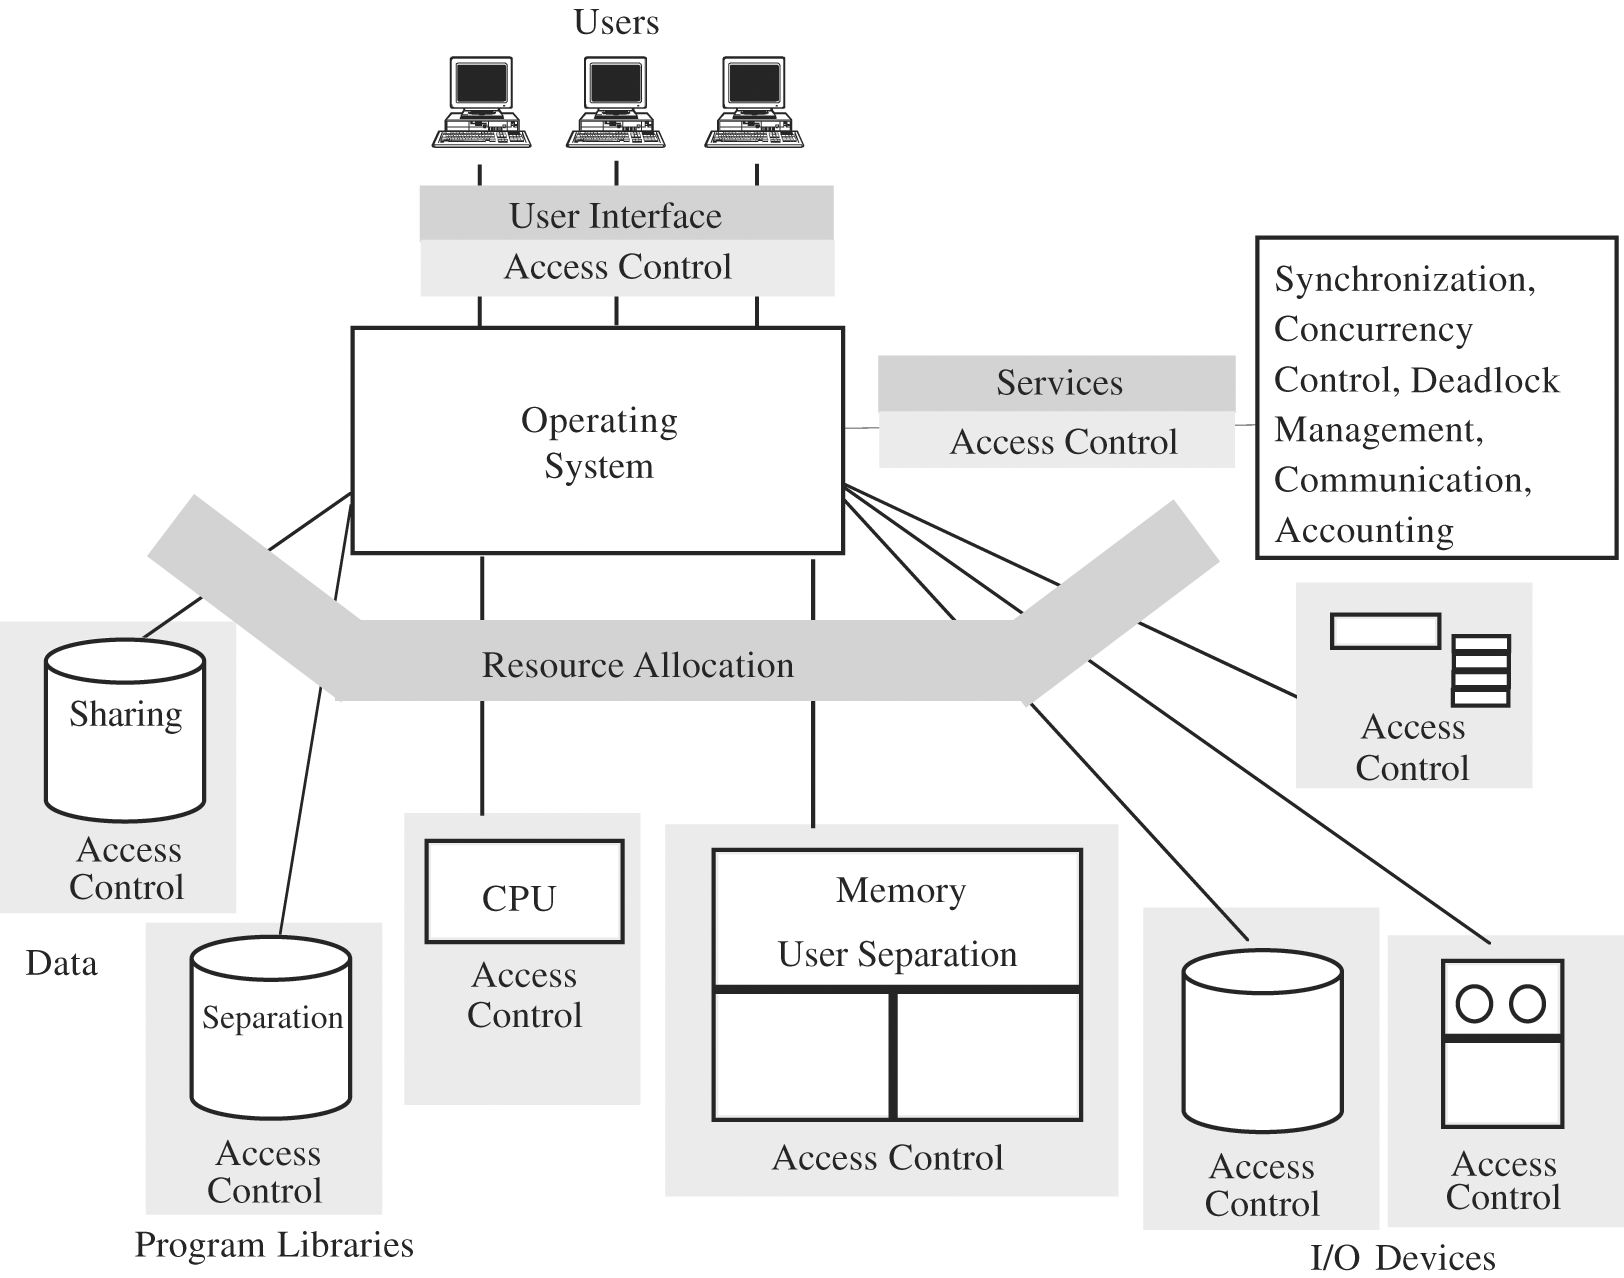 Users
User Interface
Access Control
Operating
System
Services
Access Control
Synchronization,
Concurrency
Control, Deadlock
Management,
Communication,
Accounting
Resource Allocation
Sharing
Access
Control
Data
Separation
Access
Control
Program Libraries
CPU
Access
Control
Memory
User Separation
Access Control
Access
Control
Access
Control
Access
Control
I/O Devices